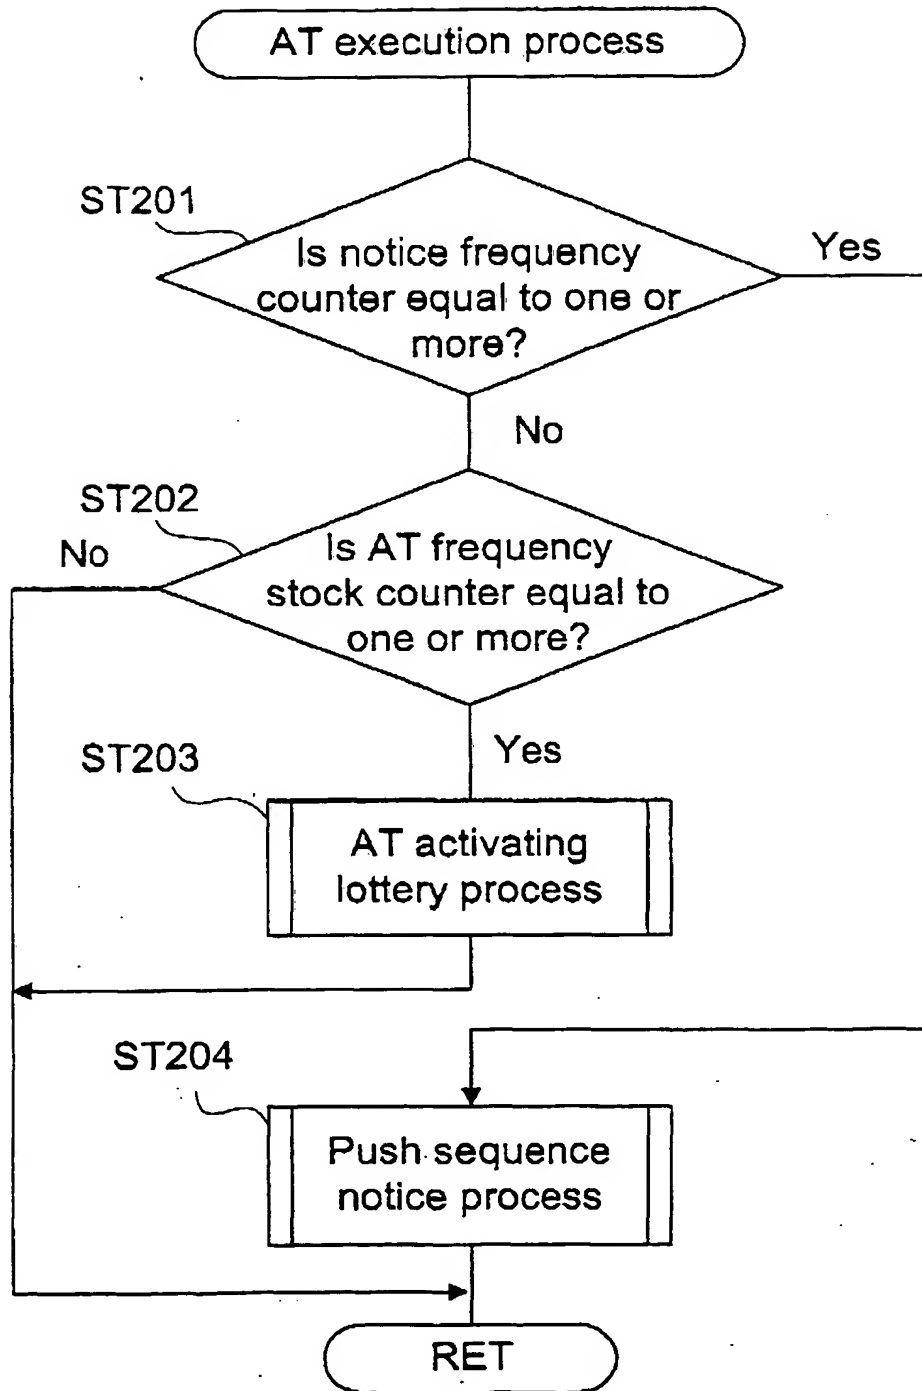 AT execution process
ST201
Is notice frequency
counter equal to one or
more?
Yes
No
ST202
No
Is AT frequency
stock counter equal to
one or more?
Yes
ST203
AT activating
lottery process
ST204
Push sequence
notice process
RET